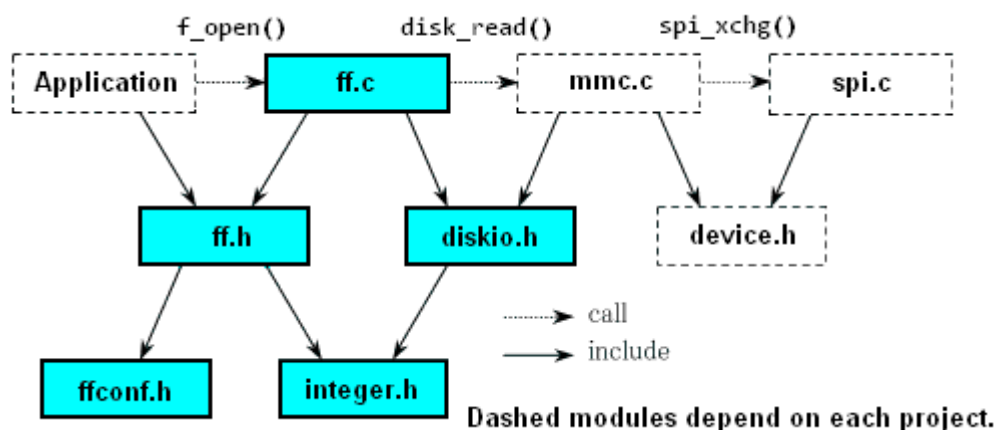 f_open() disk_read() spi_xchg()
Application ff.c mmc.c spi.c
ff.h diskio.h device.h
call
include
ffconf.h integer.h
Dashed modules depend on each project.